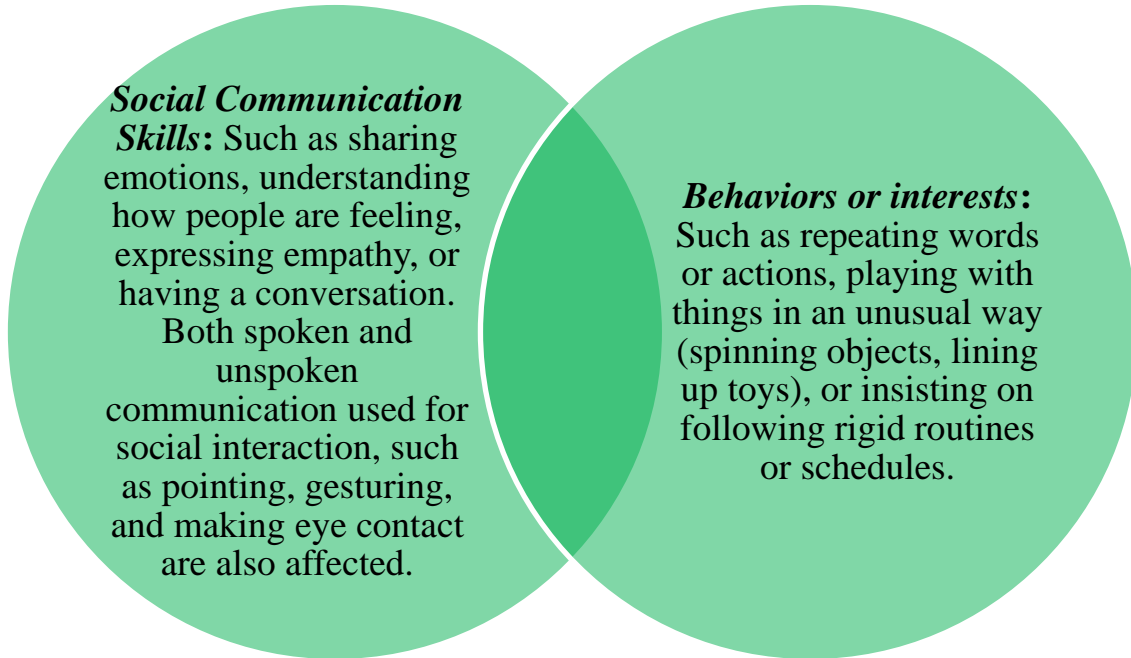 Social Communication
Skills: Such as sharing
emotions, understanding
how people are feeling,
expressing empathy, or
having a conversation.
Both spoken and
unspoken
communication used for
social interaction, such
as pointing, gesturing,
and making eye contact
are also affected.
Behaviors or interests:
Such as repeating words
or actions, playing with
things in an unusual way
(spinning objects, lining
up toys), or insisting on
following rigid routines
or schedules.